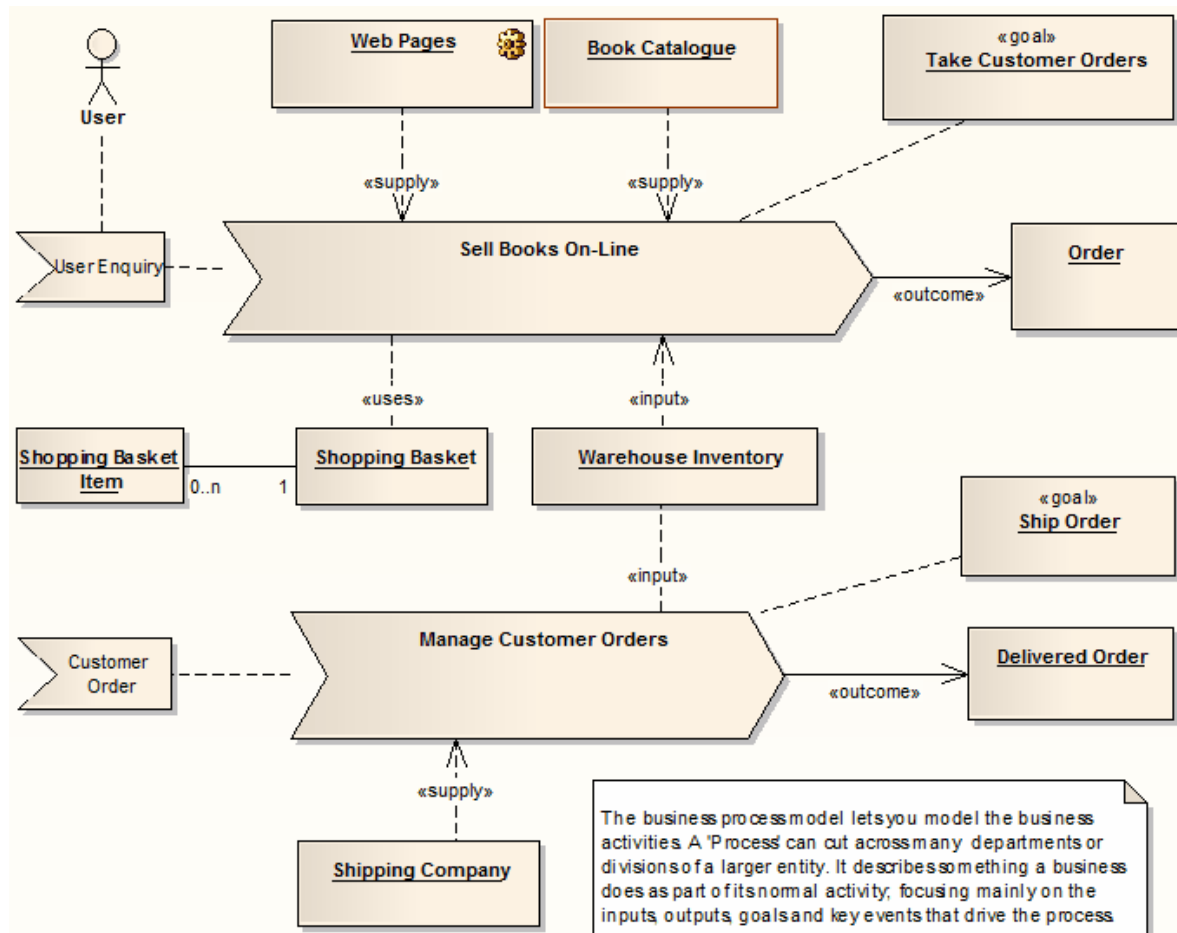 Web Pages
Book Catalogue
«goal»
Take Customer Orders
User
«supply»
«supply»
User Enquiry
Sell Books On-Line
Order
«outcome»
«uses»
«input»
Shopping Basket
Item
0..n
1
Shopping Basket
Warehouse Inventory
«goal»
Ship Order
«input»
Customer
Order
Manage Customer Orders
Delivered Order
«outcome»
«supply»
Shipping Company
The business process model lets you model the business
activities. A 'Process' can cut across many departments or
divisions of a larger entity. It describes something a business
does as part of its normal activity; focusing mainly on the
inputs, outputs, goals and key events that drive the process.